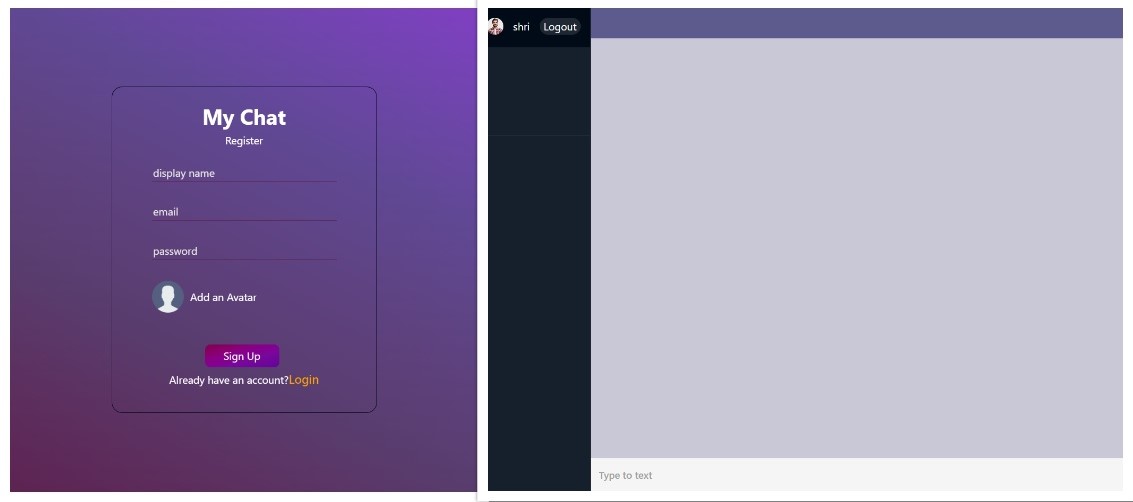 My Chat
Register
display name
email
password
Add an Avatar
Sign Up
Already have an account?Login
shri Logout
Type to text